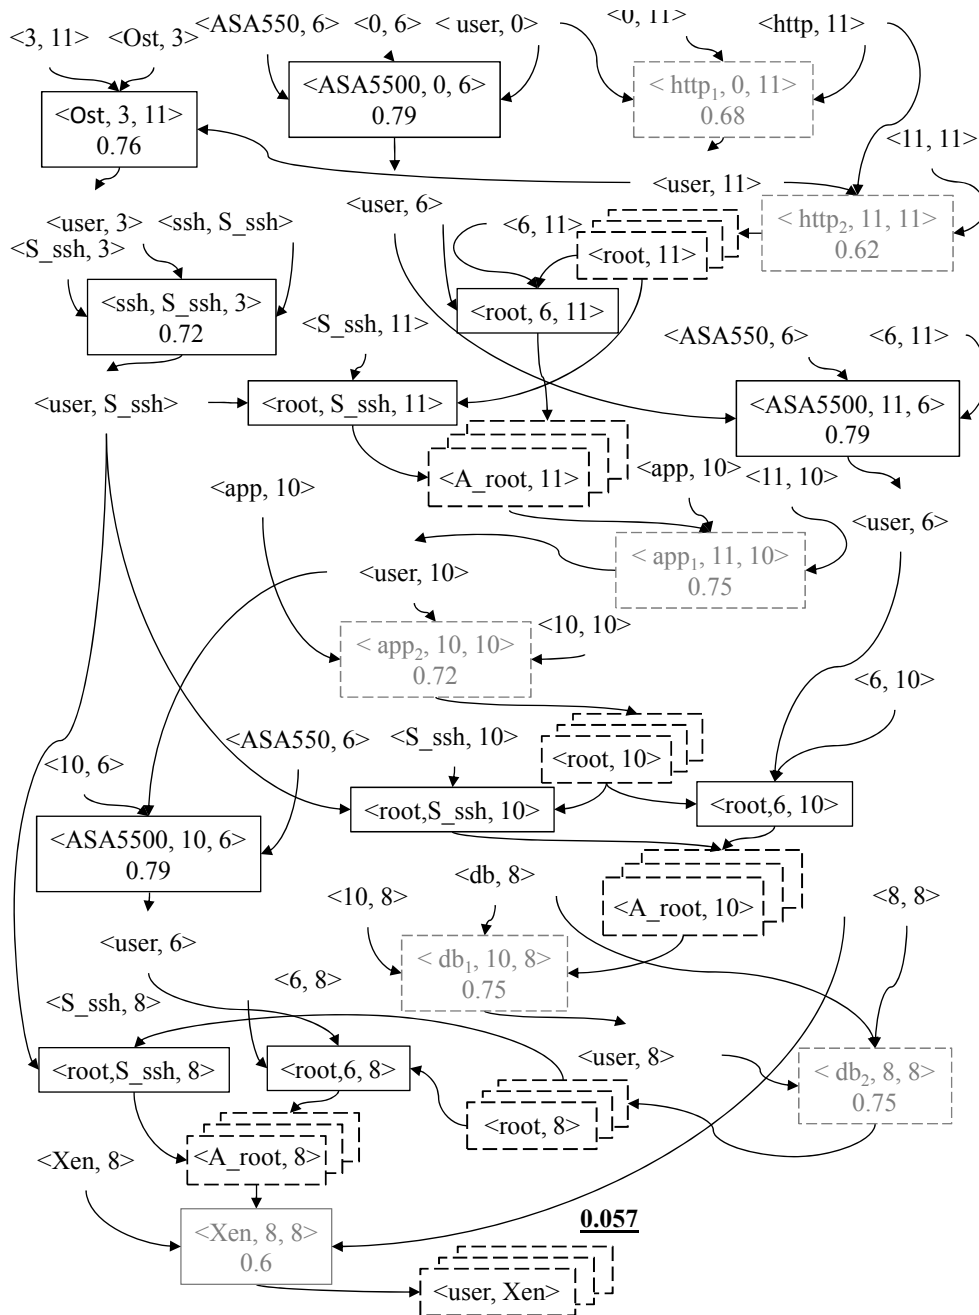 <3, 11>
<Ost, 3>
<ASA550, 6>
<0, 6>
< user, 0>
<0, 11>
<http, 11>
<Ost, 3, 11>
0.76
<ASA5500, 0, 6>
0.79
< http₁, 0, 11>
0.68
<11, 11>
<user, 11>
<user, 3>
<ssh, S_ssh>
<user, 6>
<S_ssh, 3>
<6, 11>
<root, 11>
< http₂, 11, 11>
0.62
<ssh, S_ssh, 3>
0.72
<root, 6, 11>
<S_ssh, 11>
<ASA550, 6>
<6, 11>
<user, S_ssh>
<root, S_ssh, 11>
<ASA5500, 11, 6>
0.79
<A_root, 11>
<app, 10>
<app, 10>
<11, 10>
<user, 6>
< app₁, 11, 10>
0.75
<user, 10>
<10, 10>
< app₂, 10, 10>
0.72
<6, 10>
<10, 6>
<ASA550, 6>
<S_ssh, 10>
<root, 10>
<root,S_ssh, 10>
<root,6, 10>
<ASA5500, 10, 6>
0.79
<db, 8>
<10, 8>
<A_root, 10>
<8, 8>
<user, 6>
< db₁, 10, 8>
0.75
<S_ssh, 8>
<6, 8>
<user, 8>
<root,S_ssh, 8>
<root,6, 8>
< db₂, 8, 8>
0.75
<root, 8>
<Xen, 8>
<A_root, 8>
<Xen, 8, 8>
0.6
0.057
<user, Xen>